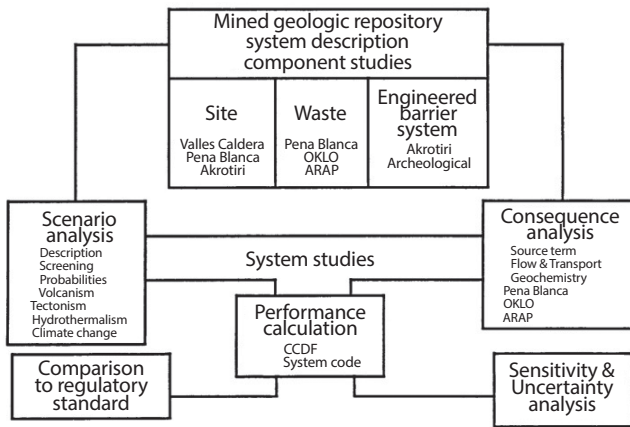 Mined geologic repository
system description
component studies
Site
Valles Caldera
Pena Blanca
Akrotiri
Waste
Pena Blanca
OKLO
ARAP
Engineered
barrier
system
Akrotiri
Archeological
Scenario
analysis
Description
Screening
Probabilities
Volcanism
Tectonism
Hydrothermalism
Climate change
System studies
Consequence
analysis
Source term
Flow & Transport
Geochemistry
Pena Blanca
OKLO
ARAP
Performance
calculation
CCDF
System code
Comparison
to regulatory
standard
Sensitivity &
Uncertainty
analysis